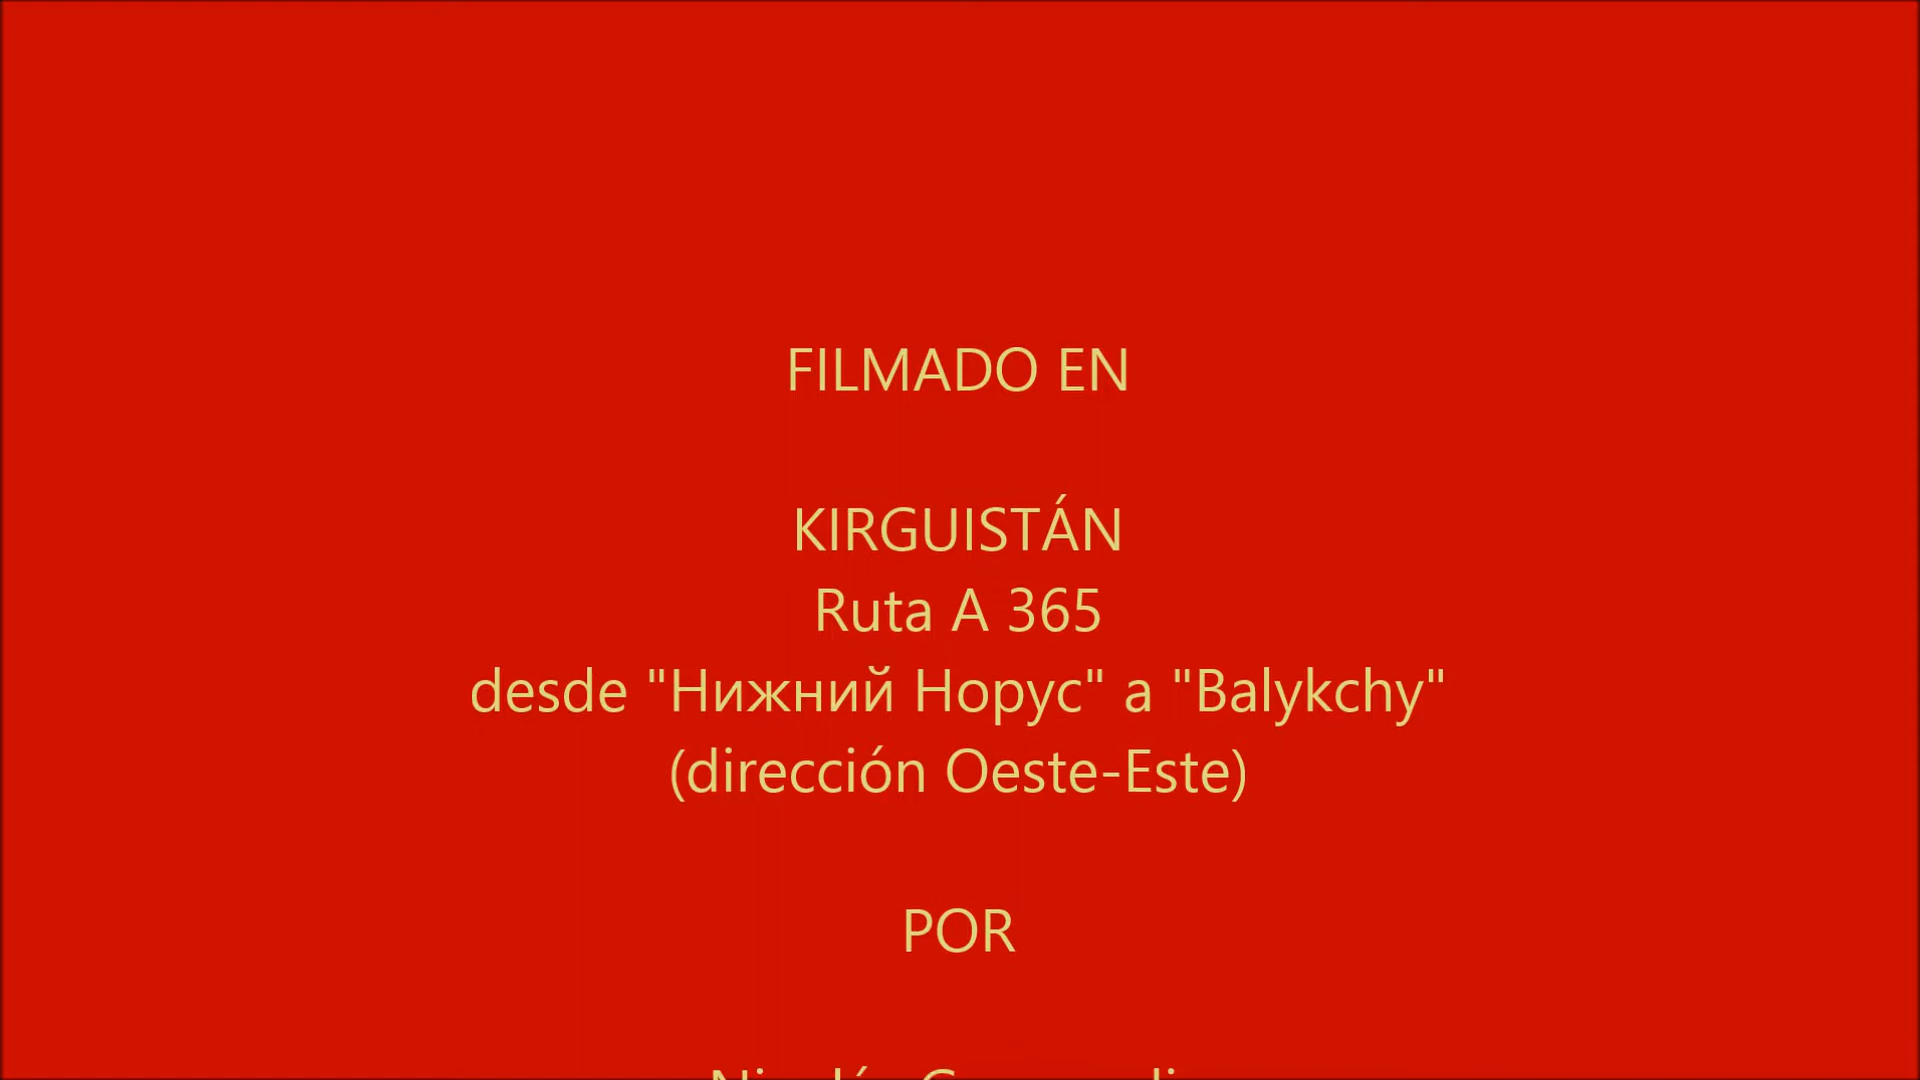 FILMADO EN
KIRGUISTÁN
Ruta A 365
desde "Нижний Норус" a "Balykchy"
(dirección Oeste-Este)
POR